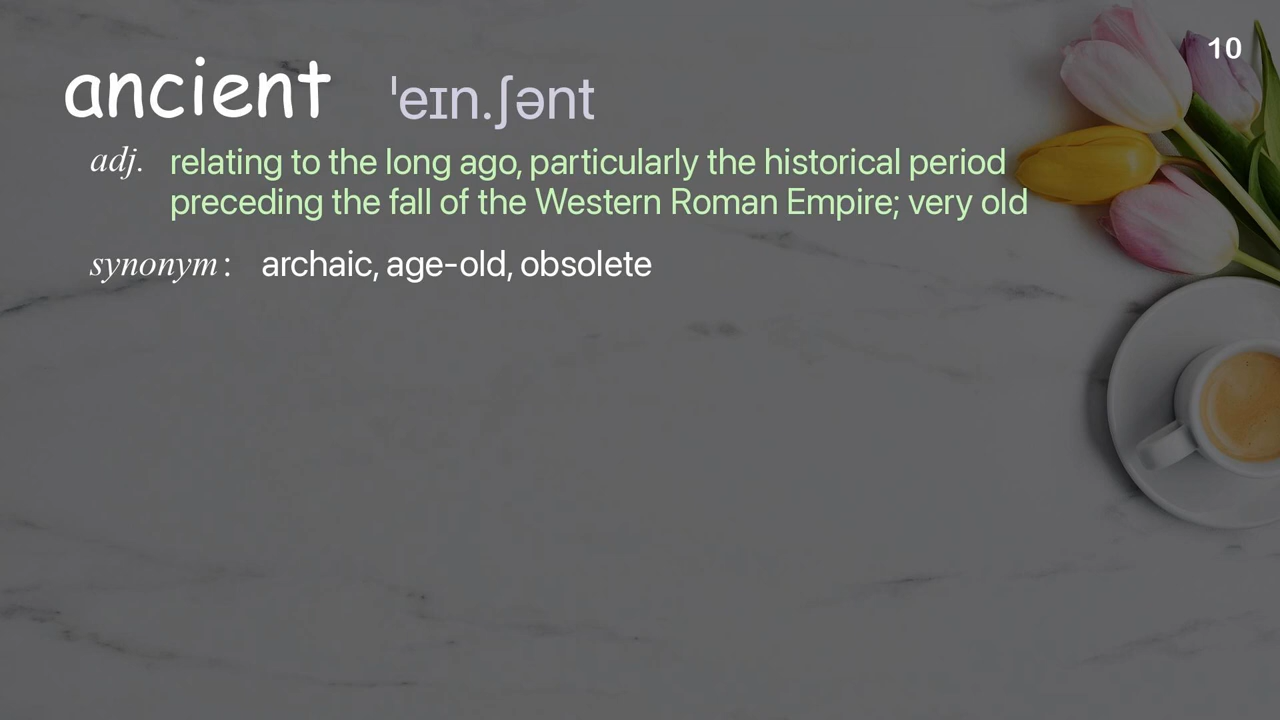 10
ancient ˈeɪn.ʃənt
adj. relating to the long ago, particularly the historical period
preceding the fall of the Western Roman Empire; very old
synonym: archaic, age-old, obsolete